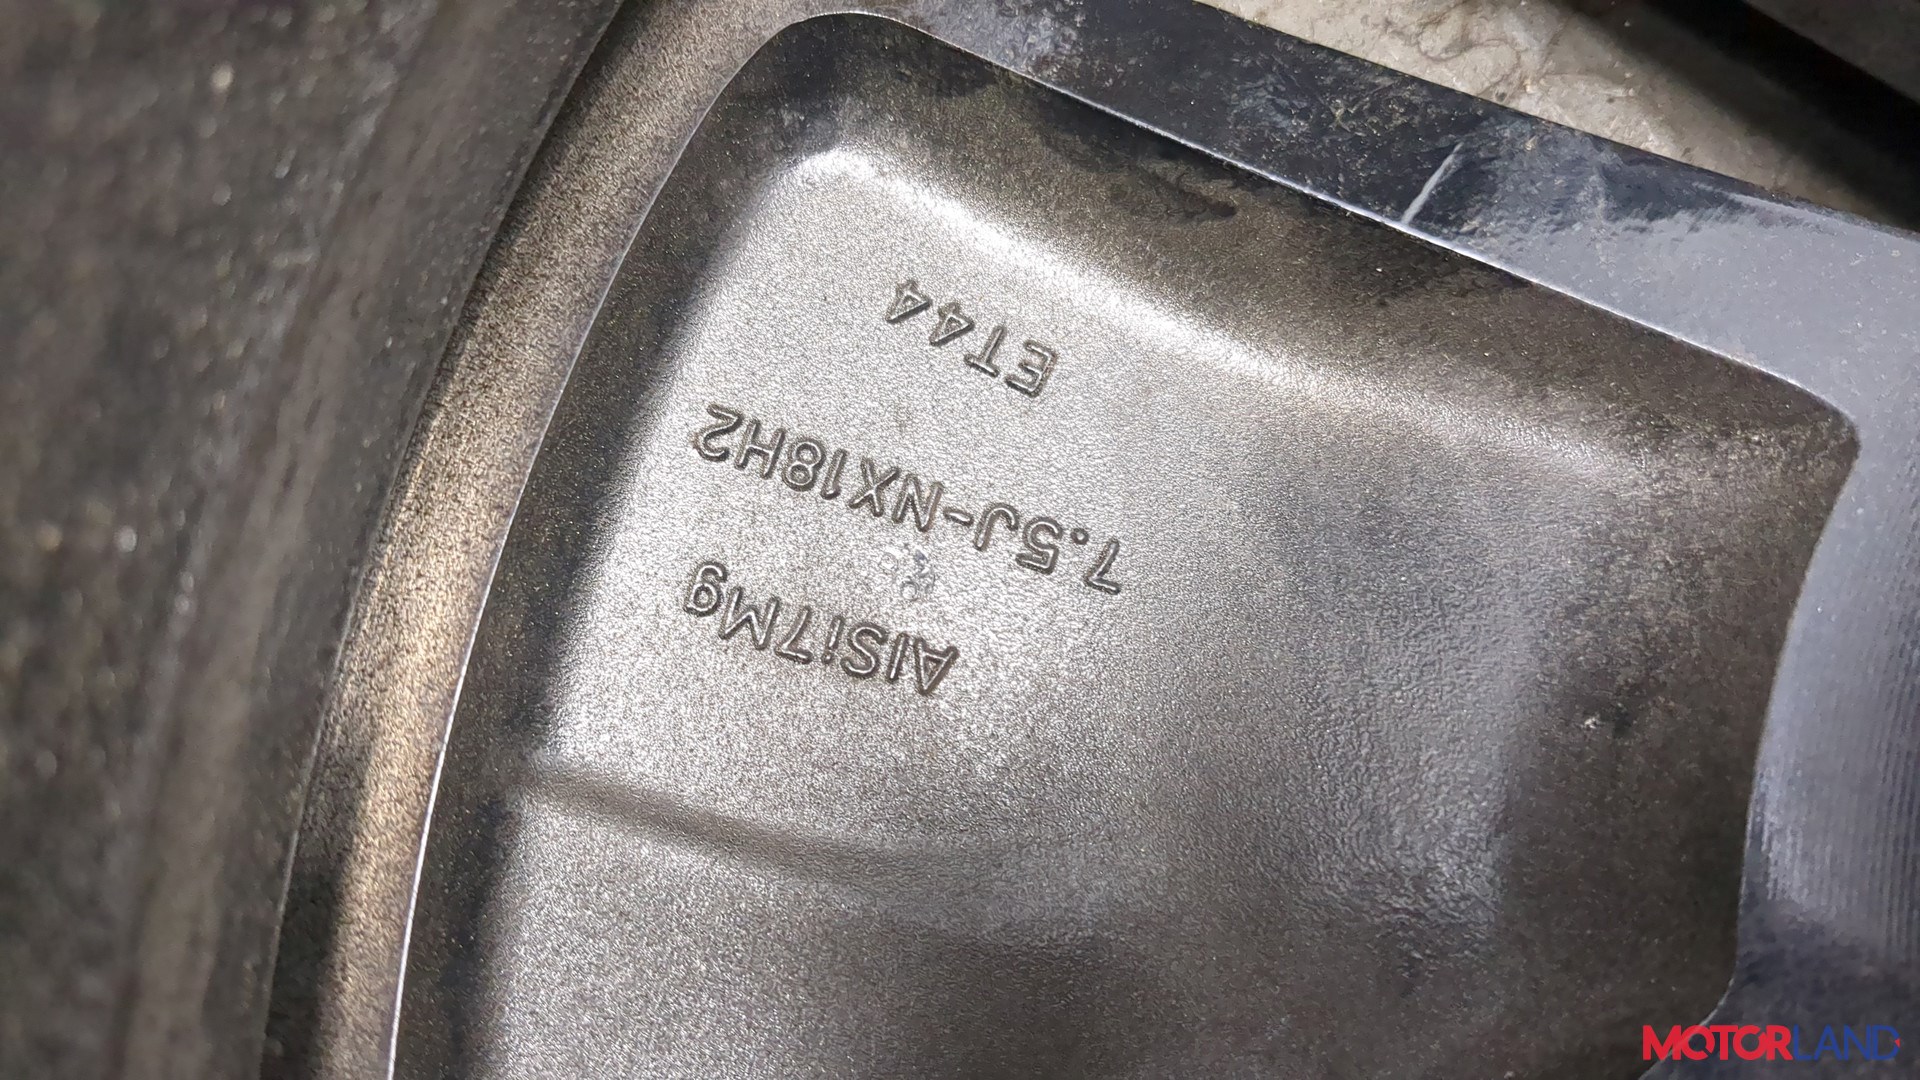 AlSi7Mg
7.5J-NX18H2
ET44
MOTORLAND